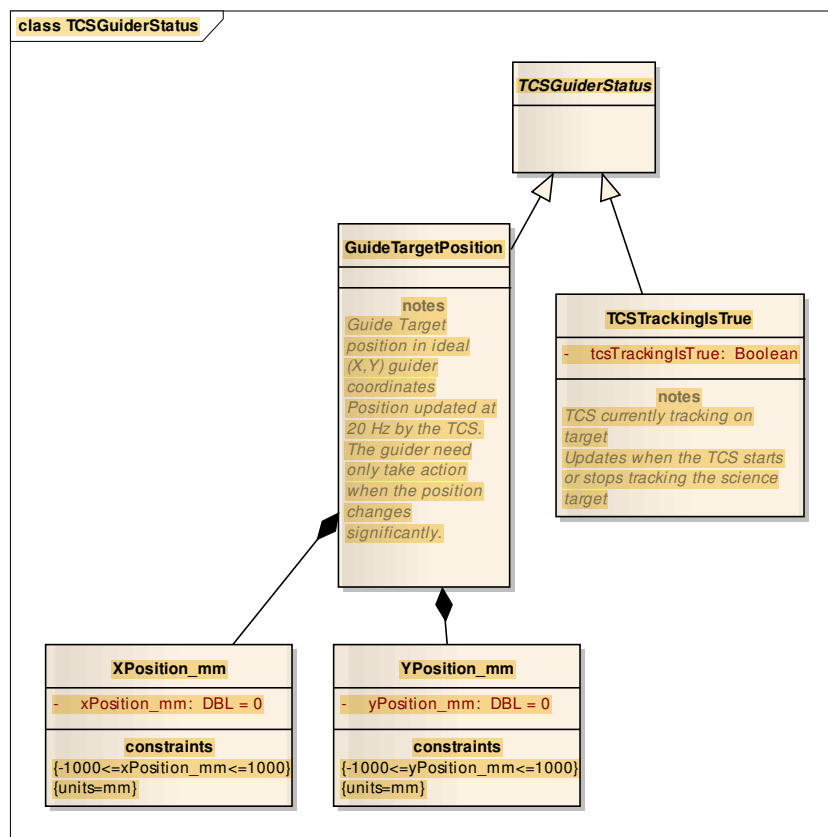 class TCSGuiderStatus
TCSGuiderStatus
GuideTargetPosition
notes
Guide Target
position in ideal
(X,Y) guider
coordinates
Position updated at
20 Hz by the TCS.
The guider need
only take action
when the position
changes
significantly.
TCSTrackingIsTrue
- tcsTrackingIsTrue: Boolean
notes
TCS currently tracking on
target
Updates when the TCS starts
or stops tracking the science
target
XPosition_mm
- xPosition_mm: DBL = 0
constraints
{-1000<=xPosition_mm<=1000}
{units=mm}
YPosition_mm
- yPosition_mm: DBL = 0
constraints
{-1000<=yPosition_mm<=1000}
{units=mm}